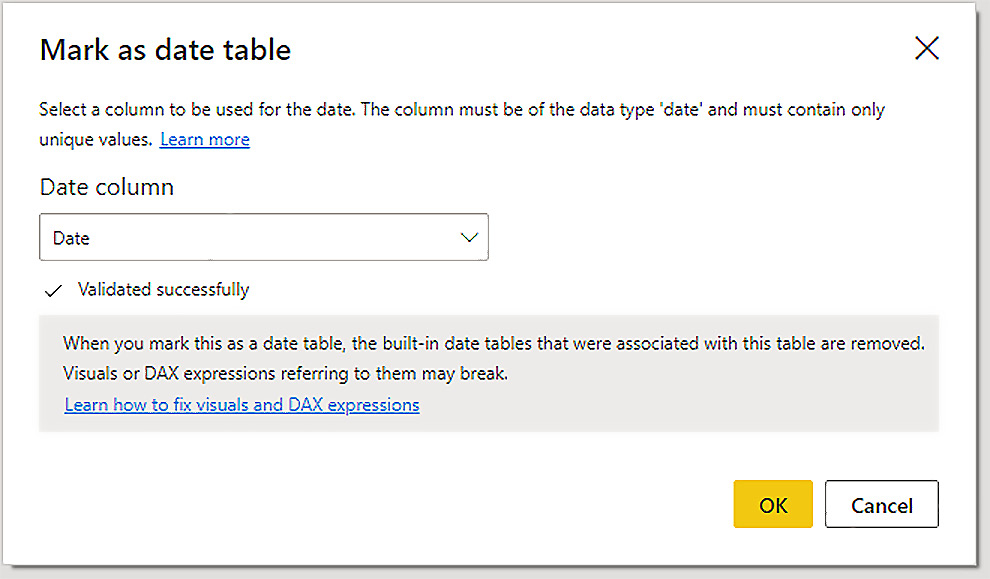 Mark as date table
Select a column to be used for the date. The column must be of the data type 'date' and must contain only
unique values. Learn more
Date column
Date
Validated successfully
When you mark this as a date table, the built-in date tables that were associated with this table are removed.
Visuals or DAX expressions referring to them may break.
Learn how to fix visuals and DAX expressions
OK Cancel